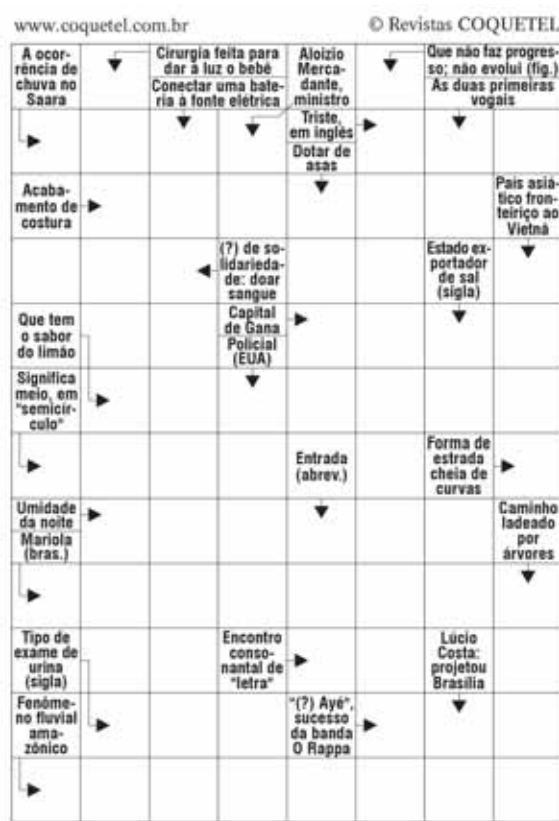 www.coquetel.com.br
© Revistas COQUETEL
A ocor-
rência de
chuva no
Saara
Cirurgia feita para
dar à luz o bebê
Conectar uma bate-
ria à fonte elétrica
Aloizio
Merca-
dante,
ministro
Que não faz progres-
so; não evolui (fig.)
As duas primeiras
vogais
Triste,
em inglês
Dotar de
asas
Acaba-
mento de
costura
País asiá-
tico fron-
teiriço ao
Vietnã
(?) de so-
lidarieda-
de: doar
sangue
Estado ex-
portador
de sal
(sigla)
Que tem
o sabor
do limão
Capital
de Gana
Policial
(EUA)
Significa
meio, em
"semicír-
culo"
Entrada
(abrev.)
Forma de
estrada
cheia de
curvas
Umidade
da noite
Mariola
(bras.)
Caminho
ladeado
por
árvores
Tipo de
exame de
urina
(sigla)
Encontro
conso-
nantal de
"letra"
Lúcio
Costa:
projetou
Brasília
Fenôme-
no fluvial
ama-
zônico
"(?) Ayê",
sucesso
da banda
O Rappa